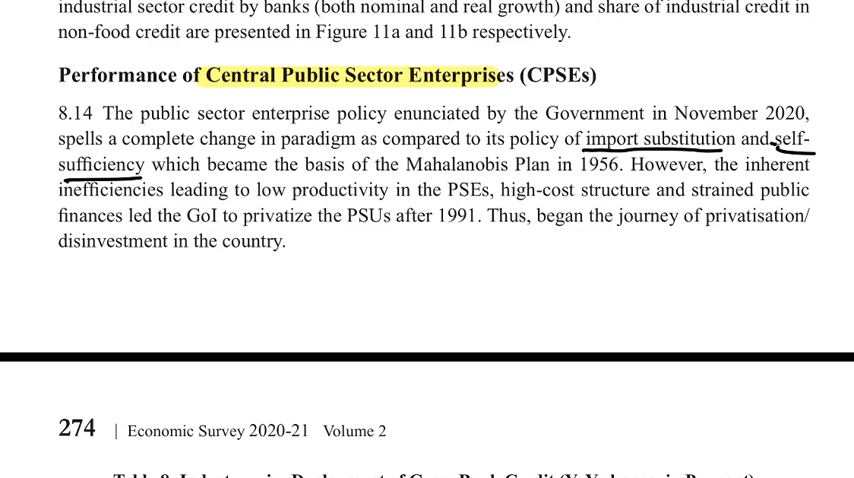 industrial sector credit by banks (both nominal and real growth) and share of industrial credit in
non-food credit are presented in Figure 11a and 11b respectively.
Performance of Central Public Sector Enterprises (CPSEs)
8.14 The public sector enterprise policy enunciated by the Government in November 2020,
spells a complete change in paradigm as compared to its policy of import substitution and self-
sufficiency which became the basis of the Mahalanobis Plan in 1956. However, the inherent
inefficiencies leading to low productivity in the PSEs, high-cost structure and strained public
finances led the GoI to privatize the PSUs after 1991. Thus, began the journey of privatisation/
disinvestment in the country.
274 | Economic Survey 2020-21 Volume 2